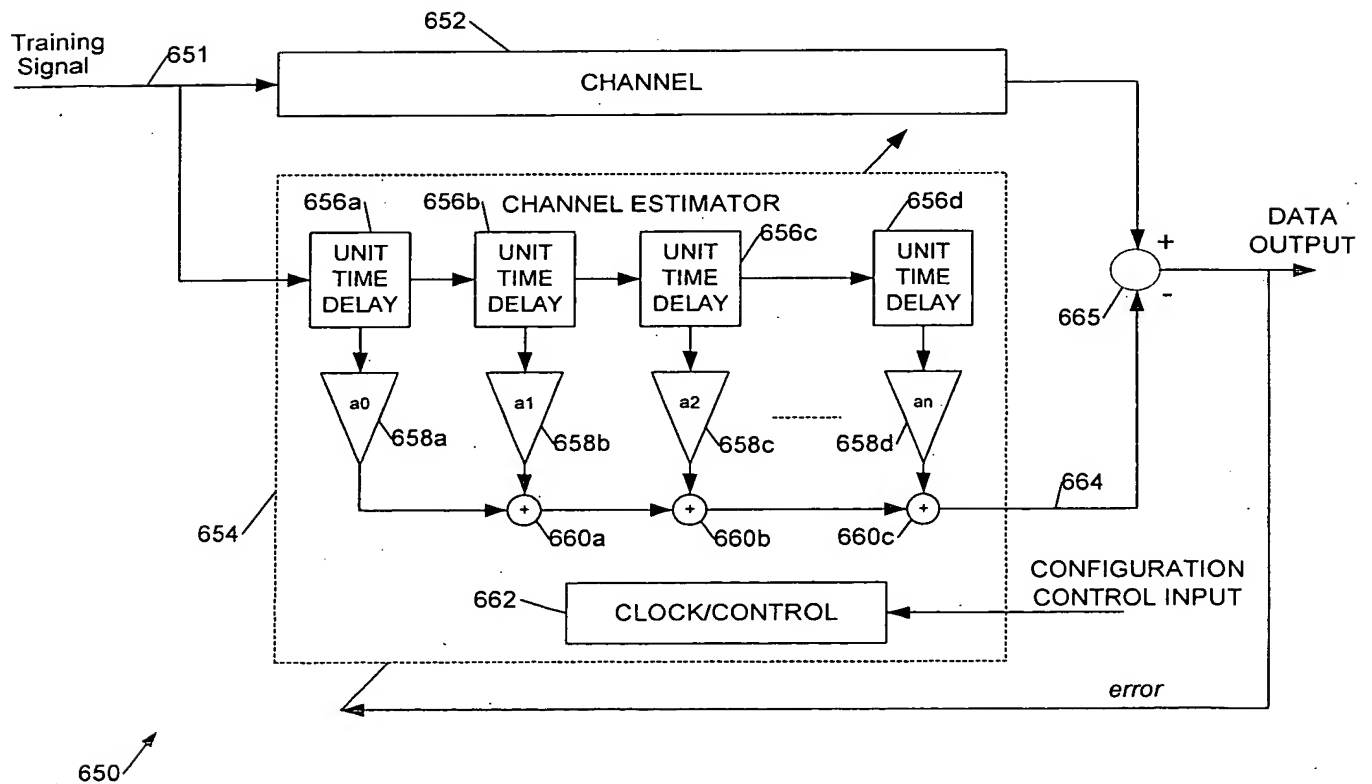 652
Training
Signal
651
CHANNEL
656a
656b
CHANNEL ESTIMATOR
656d
656c
DATA
OUTPUT
UNIT
TIME
DELAY
UNIT
TIME
DELAY
UNIT
TIME
DELAY
UNIT
TIME
DELAY
+
-
665
a0
a1
a2
an
658a
658b
658c
658d
+
+
+
664
654
660a
660b
660c
CONFIGURATION
CONTROL INPUT
662
CLOCK/CONTROL
error
650